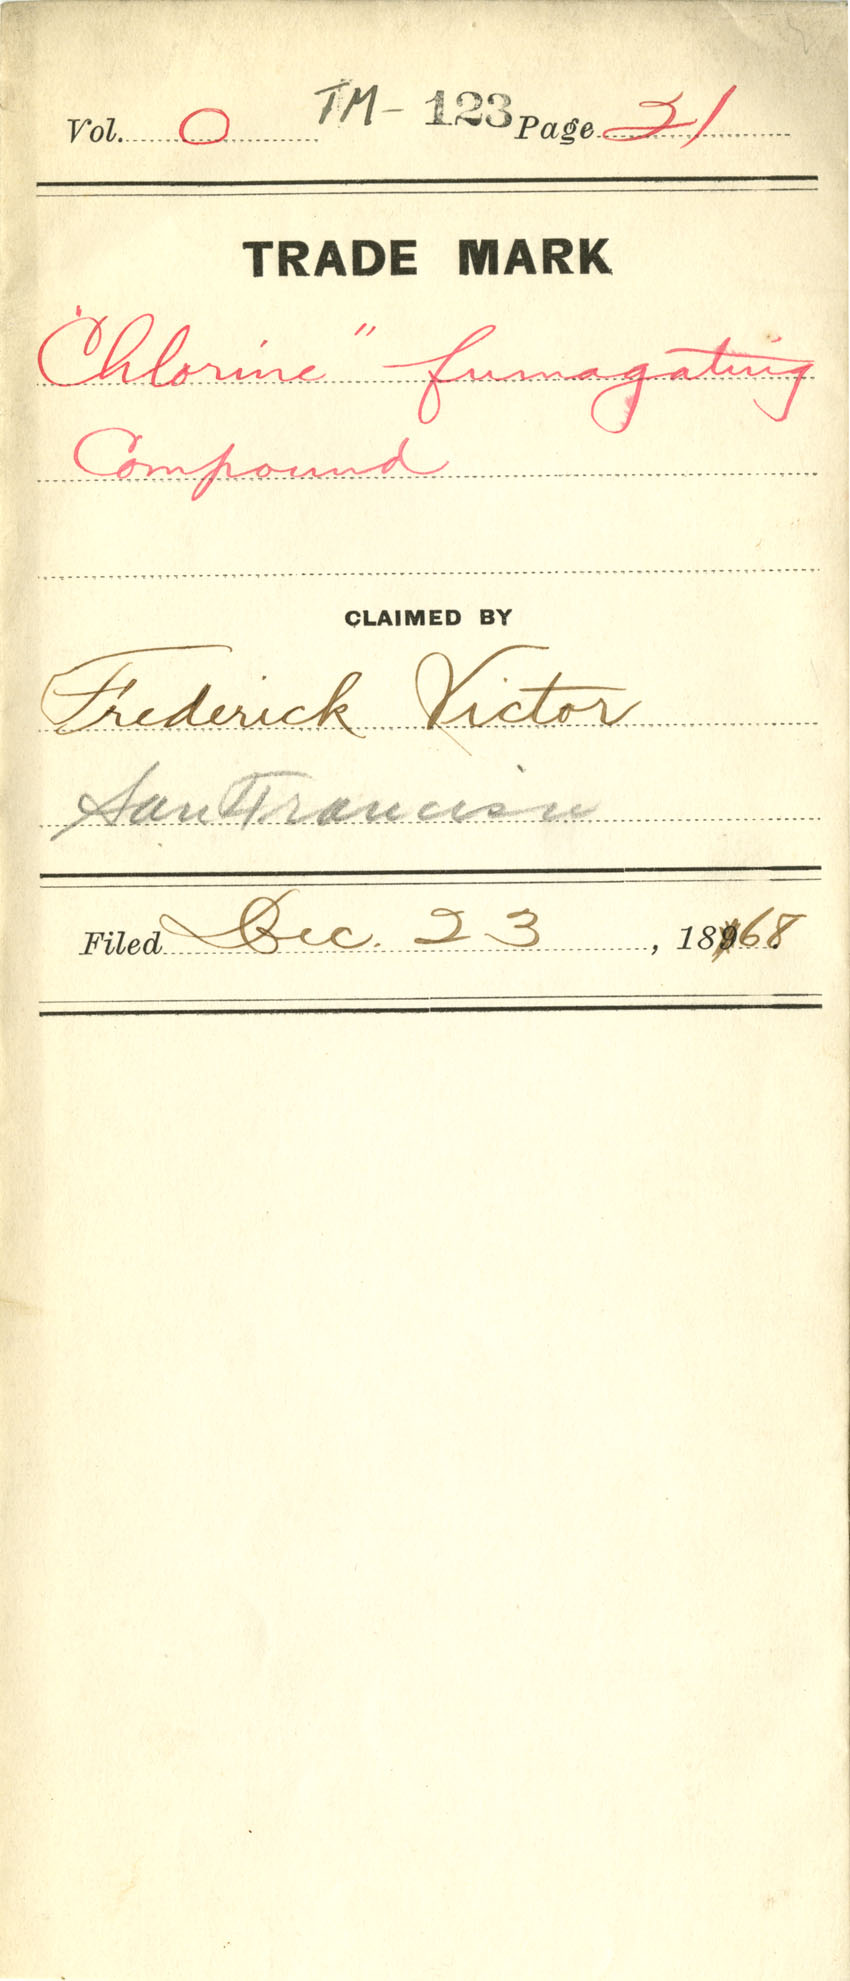 Vol. 0 TM-123 Page 21
TRADE MARK
"Chlorine" fumagating
Compound
CLAIMED BY
Frederick Victor
San Francisco
Filed Dec. 23, 1868.